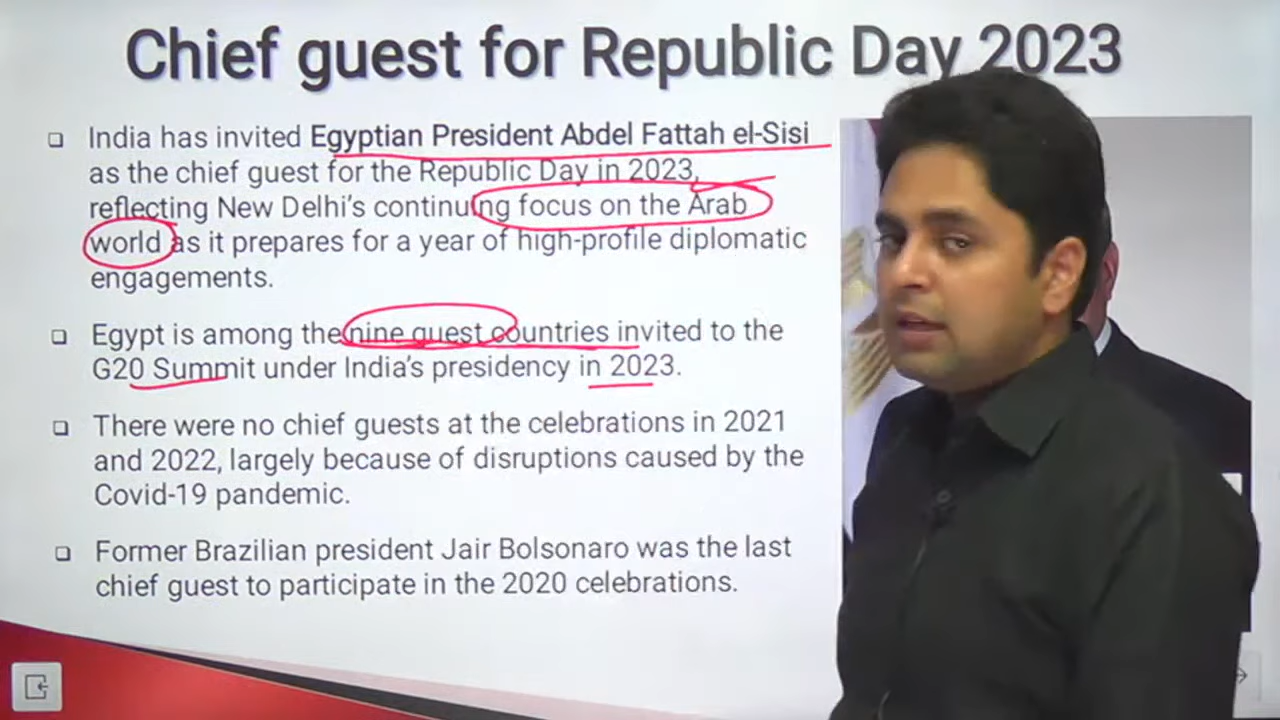 Chief guest for Republic Day 2023
India has invited Egyptian President Abdel Fattah el-Sisi
as the chief guest for the Republic Day in 2023,
reflecting New Delhi's continuing focus on the Arab
world as it prepares for a year of high-profile diplomatic
engagements.
Egypt is among the nine guest countries invited to the
G20 Summit under India's presidency in 2023.
There were no chief guests at the celebrations in 2021
and 2022, largely because of disruptions caused by the
Covid-19 pandemic.
Former Brazilian president Jair Bolsonaro was the last
chief guest to participate in the 2020 celebrations.